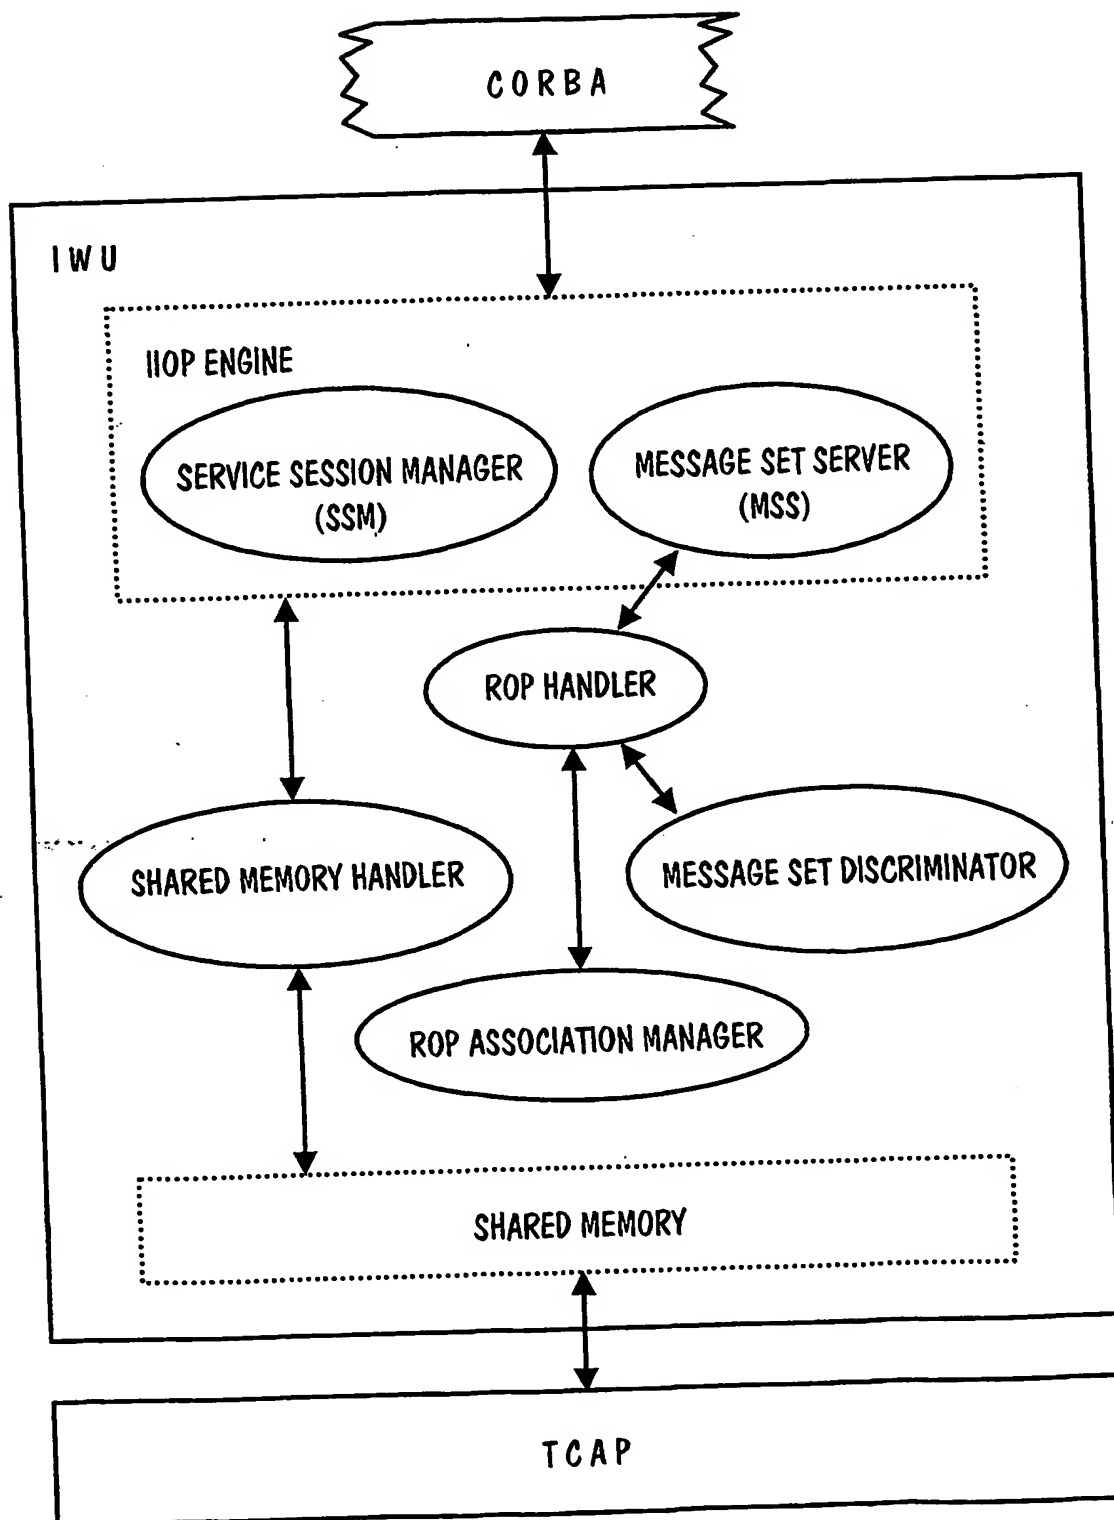 CORBA
IWU
IIOP ENGINE
SERVICE SESSION MANAGER
(SSM)
MESSAGE SET SERVER
(MSS)
ROP HANDLER
SHARED MEMORY HANDLER
MESSAGE SET DISCRIMINATOR
ROP ASSOCIATION MANAGER
SHARED MEMORY
TCAP